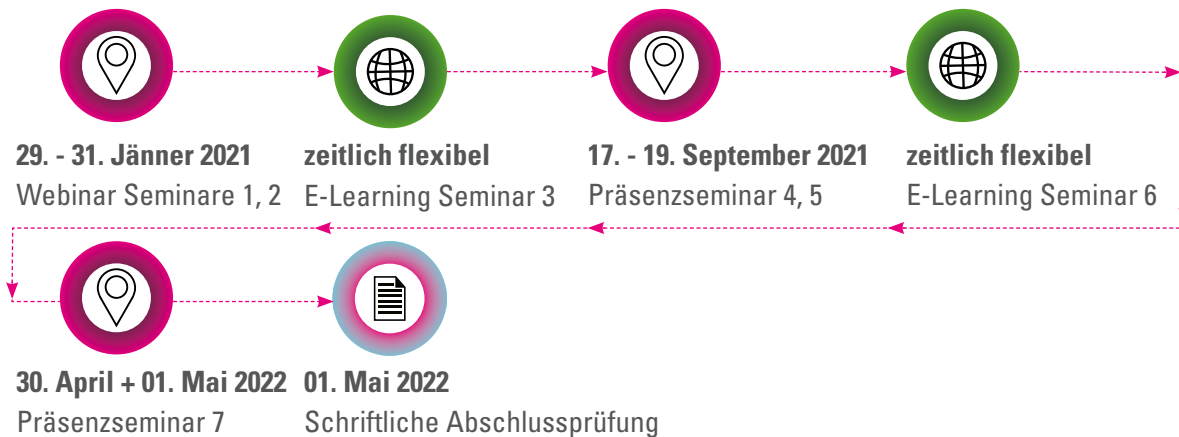 29. - 31. Jänner 2021
Webinar Seminare 1, 2
zeitlich flexibel
E-Learning Seminar 3
17. - 19. September 2021
Präsenzseminar 4, 5
zeitlich flexibel
E-Learning Seminar 6
30. April + 01. Mai 2022
Präsenzseminar 7
01. Mai 2022
Schriftliche Abschlussprüfung